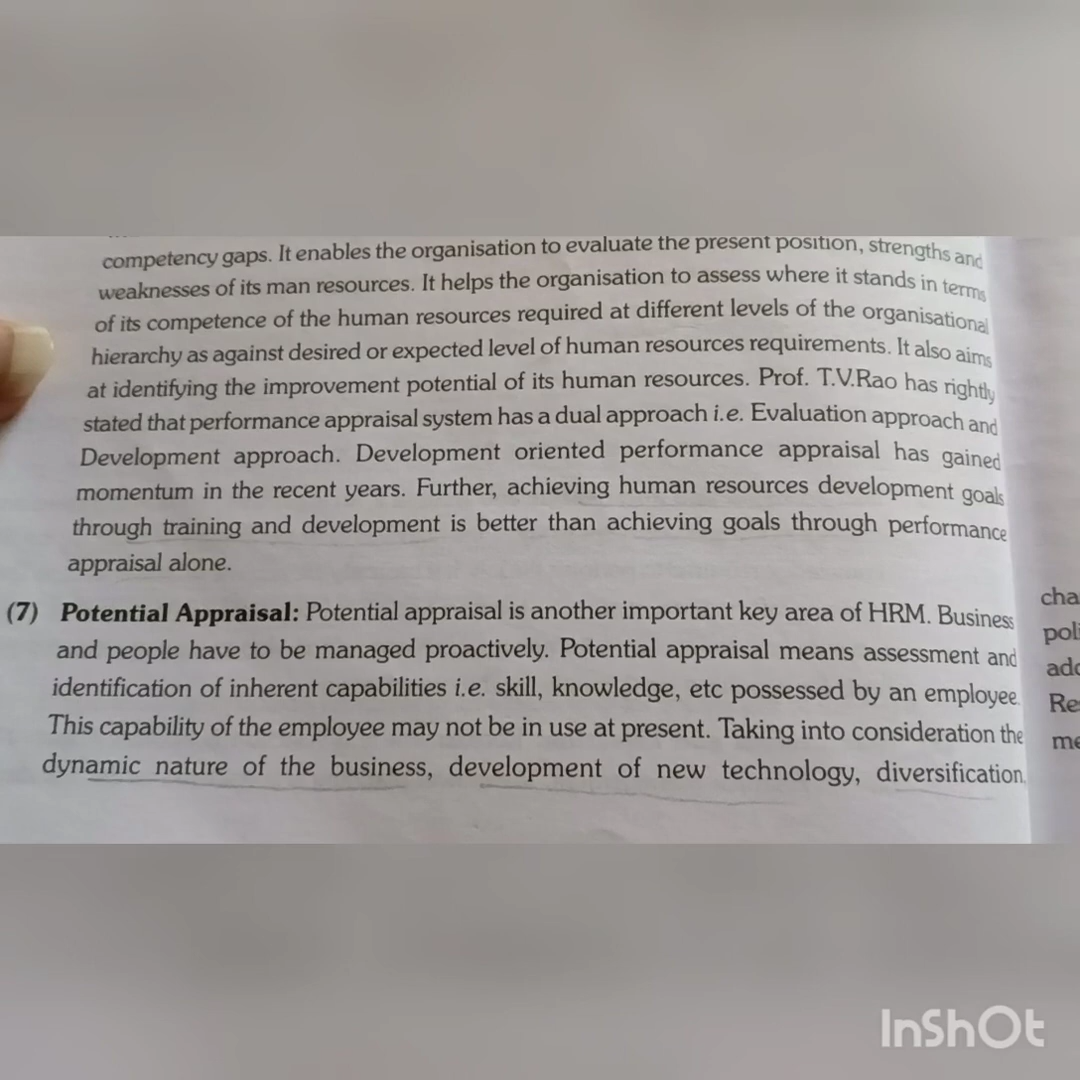 competency gaps. It enables the organisation to evaluate the present position, strengths and
weaknesses of its man resources. It helps the organisation to assess where it stands in terms
of its competence of the human resources required at different levels of the organisational
hierarchy as against desired or expected level of human resources requirements. It also aims
at identifying the improvement potential of its human resources. Prof. T.V.Rao has rightly
stated that performance appraisal system has a dual approach i.e. Evaluation approach and
Development approach. Development oriented performance appraisal has gained
momentum in the recent years. Further, achieving human resources development goals
through training and development is better than achieving goals through performance
appraisal alone.
(7) Potential Appraisal: Potential appraisal is another important key area of HRM. Business
and people have to be managed proactively. Potential appraisal means assessment and
identification of inherent capabilities i.e. skill, knowledge, etc possessed by an employee.
This capability of the employee may not be in use at present. Taking into consideration the
dynamic nature of the business, development of new technology, diversification,
cha
poli
add
Re
me
InShOt